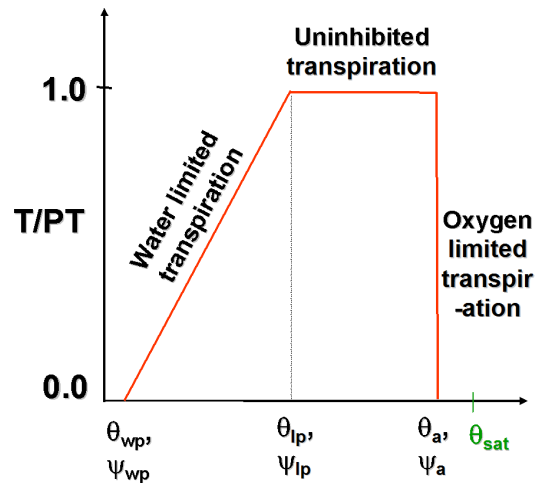 Uninhibited
transpiration
1.0
Water limited
transpiration
T/PT
Oxygen
limited
transpir
-ation
0.0
θwp,
ψwp
θlp,
ψlp
θa,
ψa
θsat